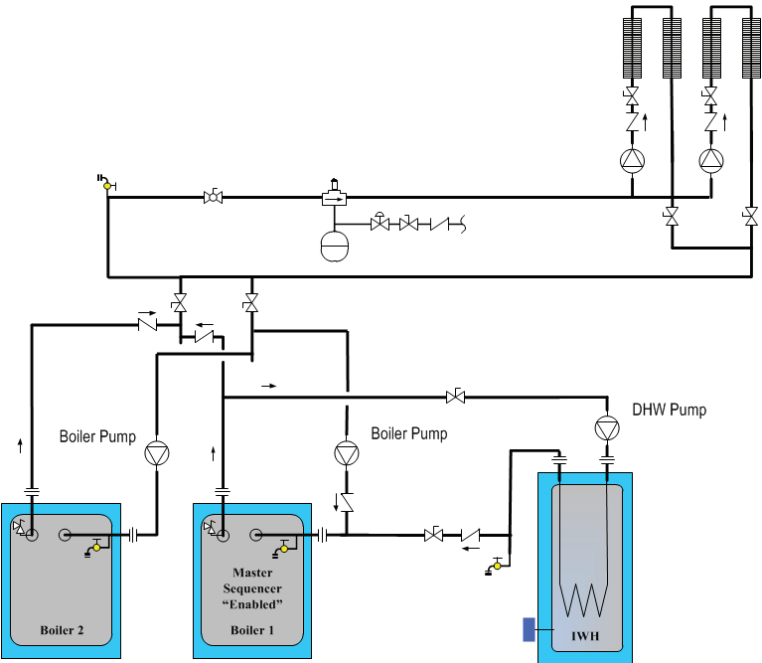 DHW Pump
Boiler Pump
Boiler Pump
Master
Sequencer
“Enabled”
Boiler 2
Boiler 1
IWH